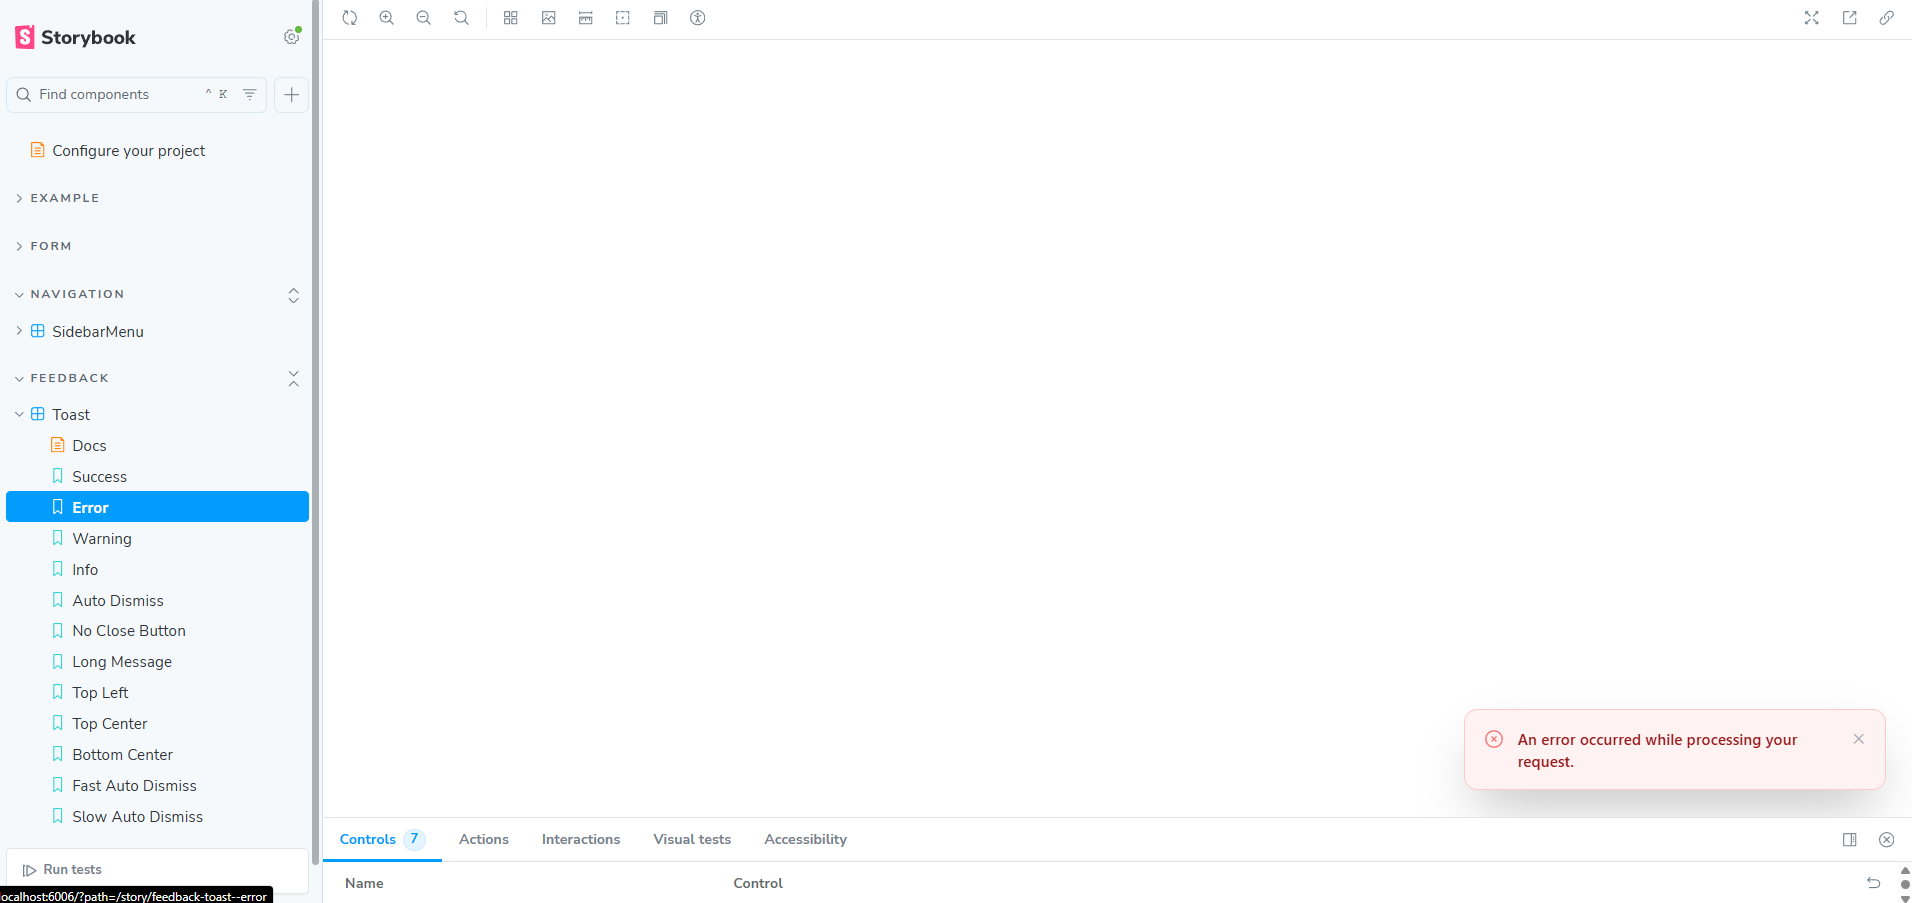 Storybook
Find components
^ K
Configure your project
EXAMPLE
FORM
NAVIGATION
SidebarMenu
FEEDBACK
Toast
Docs
Success
Error
Warning
Info
Auto Dismiss
No Close Button
Long Message
Top Left
Top Center
Bottom Center
Fast Auto Dismiss
Slow Auto Dismiss
Run tests
localhost:6006/?path=/story/feedback-toast--error
An error occurred while processing your
request.
Controls 7 Actions Interactions Visual tests Accessibility
Name Control